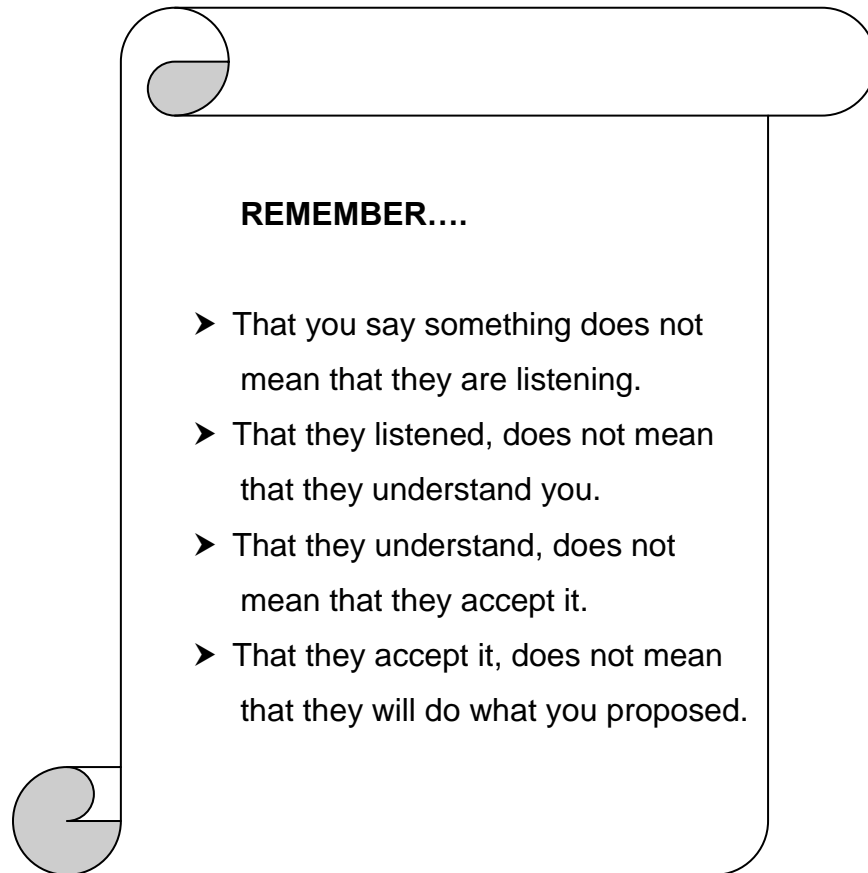 REMEMBER….
➤ That you say something does not
mean that they are listening.
➤ That they listened, does not mean
that they understand you.
➤ That they understand, does not
mean that they accept it.
➤ That they accept it, does not mean
that they will do what you proposed.